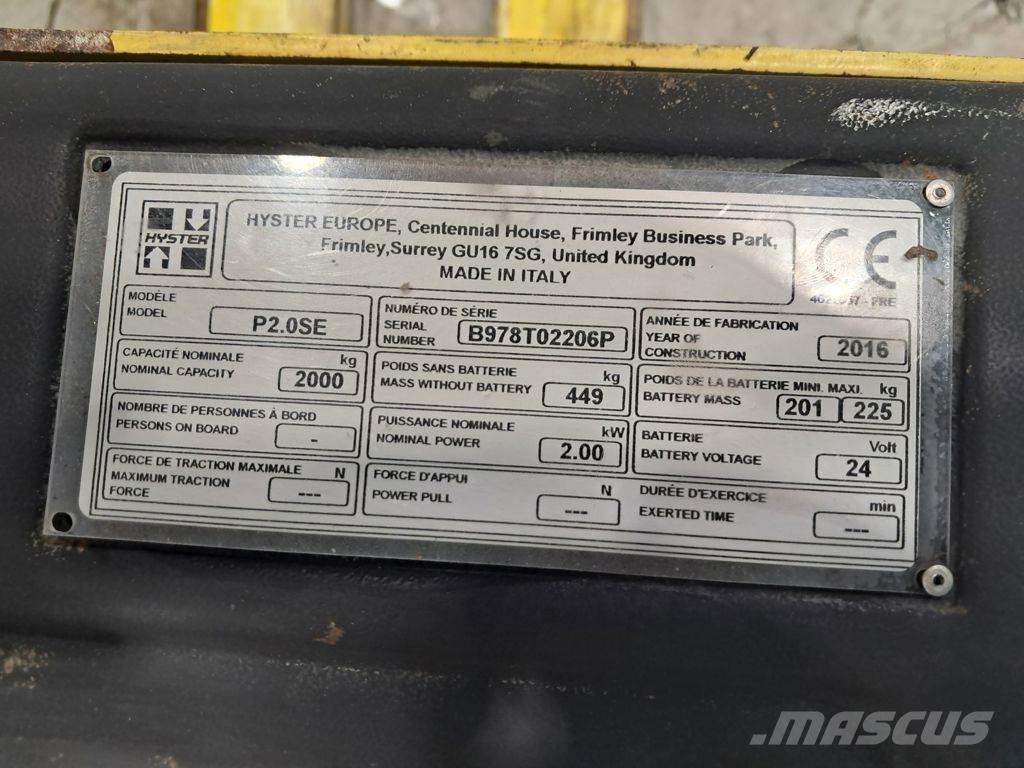 HYSTER
HYSTER EUROPE, Centennial House, Frimley Business Park,
Frimley,Surrey GU16 7SG, United Kingdom
MADE IN ITALY
CE
FRE
MODÈLE
MODEL
P2.0SE
NUMÉRO DE SÉRIE
SERIAL
NUMBER
B978T02206P
ANNÉE DE FABRICATION
YEAR OF
CONSTRUCTION
2016
CAPACITÉ NOMINALE kg
NOMINAL CAPACITY 2000
POIDS SANS BATTERIE kg
MASS WITHOUT BATTERY 449
POIDS DE LA BATTERIE MINI. MAXI. kg
BATTERY MASS 201 225
NOMBRE DE PERSONNES À BORD
PERSONS ON BOARD -
PUISSANCE NOMINALE kW
NOMINAL POWER 2.00
BATTERIE Volt
BATTERY VOLTAGE 24
FORCE DE TRACTION MAXIMALE N
MAXIMUM TRACTION
FORCE ---
FORCE D'APPUI N
POWER PULL ---
DURÉE D'EXERCICE min
EXERTED TIME ---
MASCUS